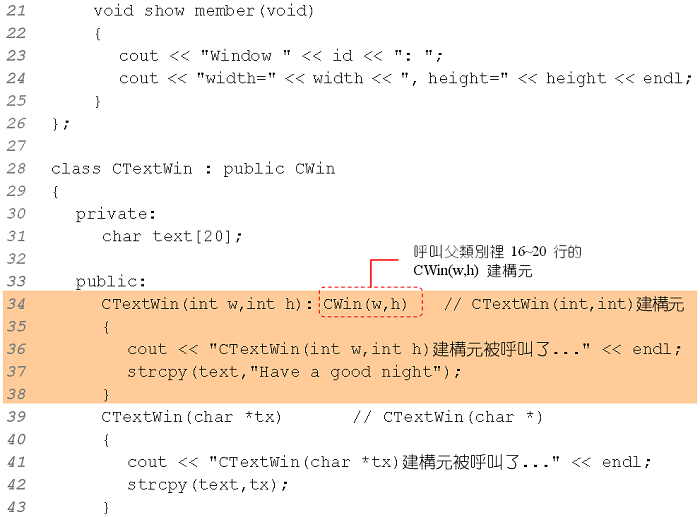 21 void show member(void)
22 {
23 cout << "Window " << id << ": ";
24 cout << "width=" << width << ", height=" << height << endl;
25 }
26 };
27
28 class CTextWin : public CWin
29 {
30 private:
31 char text[20];
32
呼叫父類別裡 16~20 行的
CWin(w,h) 建構元
33 public:
34 CTextWin(int w,int h): CWin(w,h) // CTextWin(int,int)建構元
35 {
36 cout << "CTextWin(int w,int h)建構元被呼叫了..." << endl;
37 strcpy(text,"Have a good night");
38 }
39 CTextWin(char *tx) // CTextWin(char *)
40 {
41 cout << "CTextWin(char *tx)建構元被呼叫了..." << endl;
42 strcpy(text,tx);
43 }